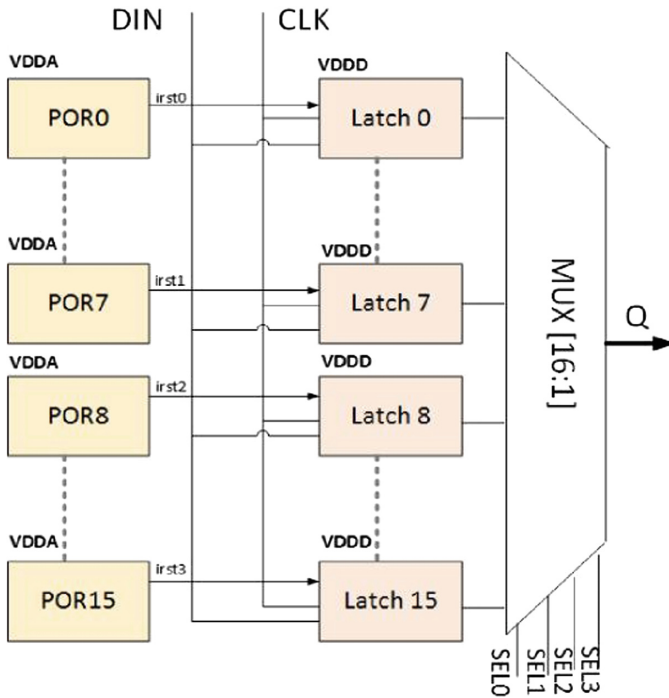 DIN CLK
VDDA VDDD
POR0 irst0 Latch 0
VDDA VDDD
POR7 irst1 Latch 7
VDDA VDDD
POR8 irst2 Latch 8
VDDA VDDD
POR15 irst3 Latch 15
MUX [16:1]
Q
SEL0
SEL1
SEL2
SEL3